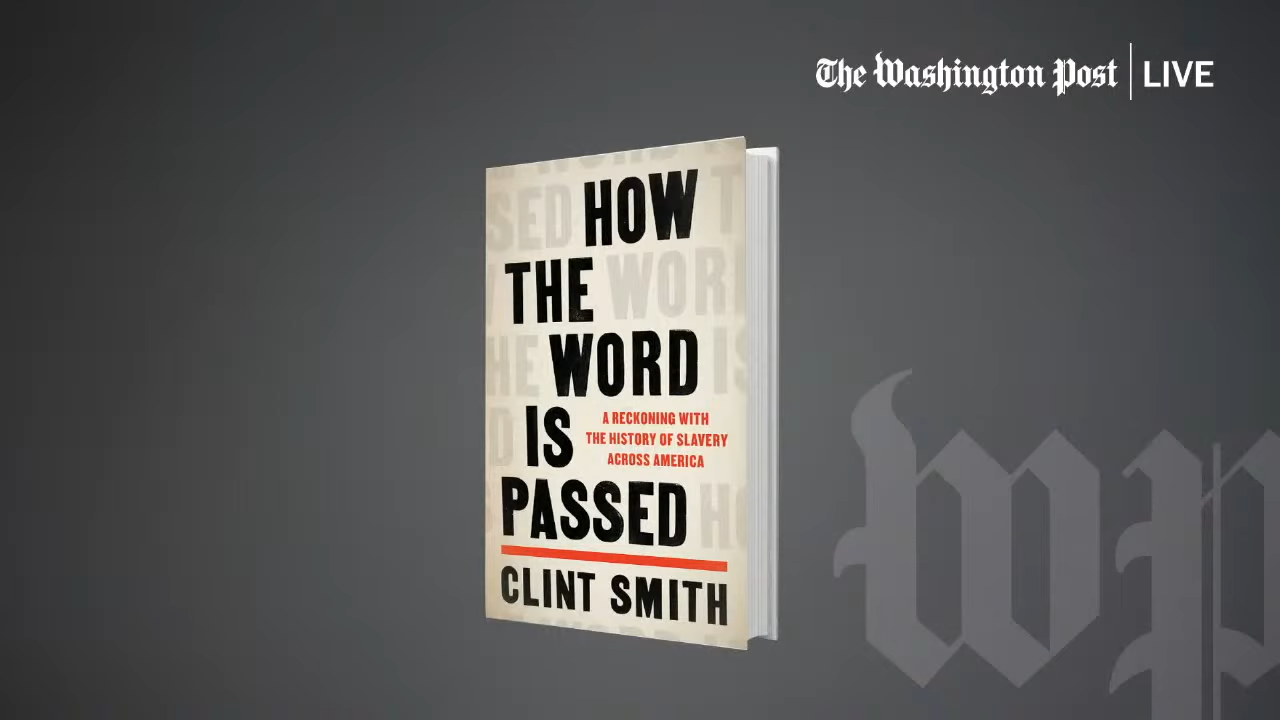 The Washington Post | LIVE
HOW
THE
WORD
IS
A RECKONING WITH
THE HISTORY OF SLAVERY
ACROSS AMERICA
PASSED
CLINT SMITH
wp